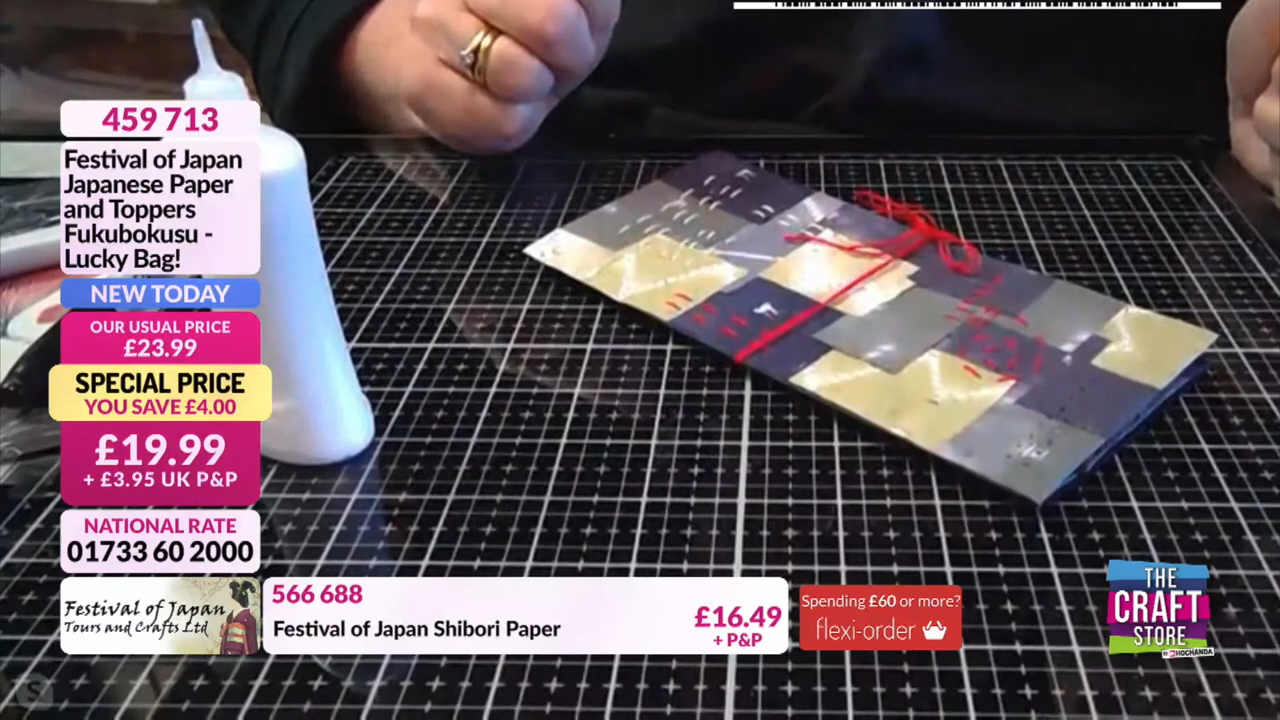 459 713
Festival of Japan
Japanese Paper
and Toppers
Fukubokusu -
Lucky Bag!
NEW TODAY
OUR USUAL PRICE
£23.99
SPECIAL PRICE
YOU SAVE £4.00
£19.99
+ £3.95 UK P&P
NATIONAL RATE
01733 60 2000
Festival of Japan
Tours and Crafts Ltd
566 688
Festival of Japan Shibori Paper
£16.49
+ P&P
Spending £60 or more?
flexi-order
THE
CRAFT
STORE
BY HOCHANDA
S